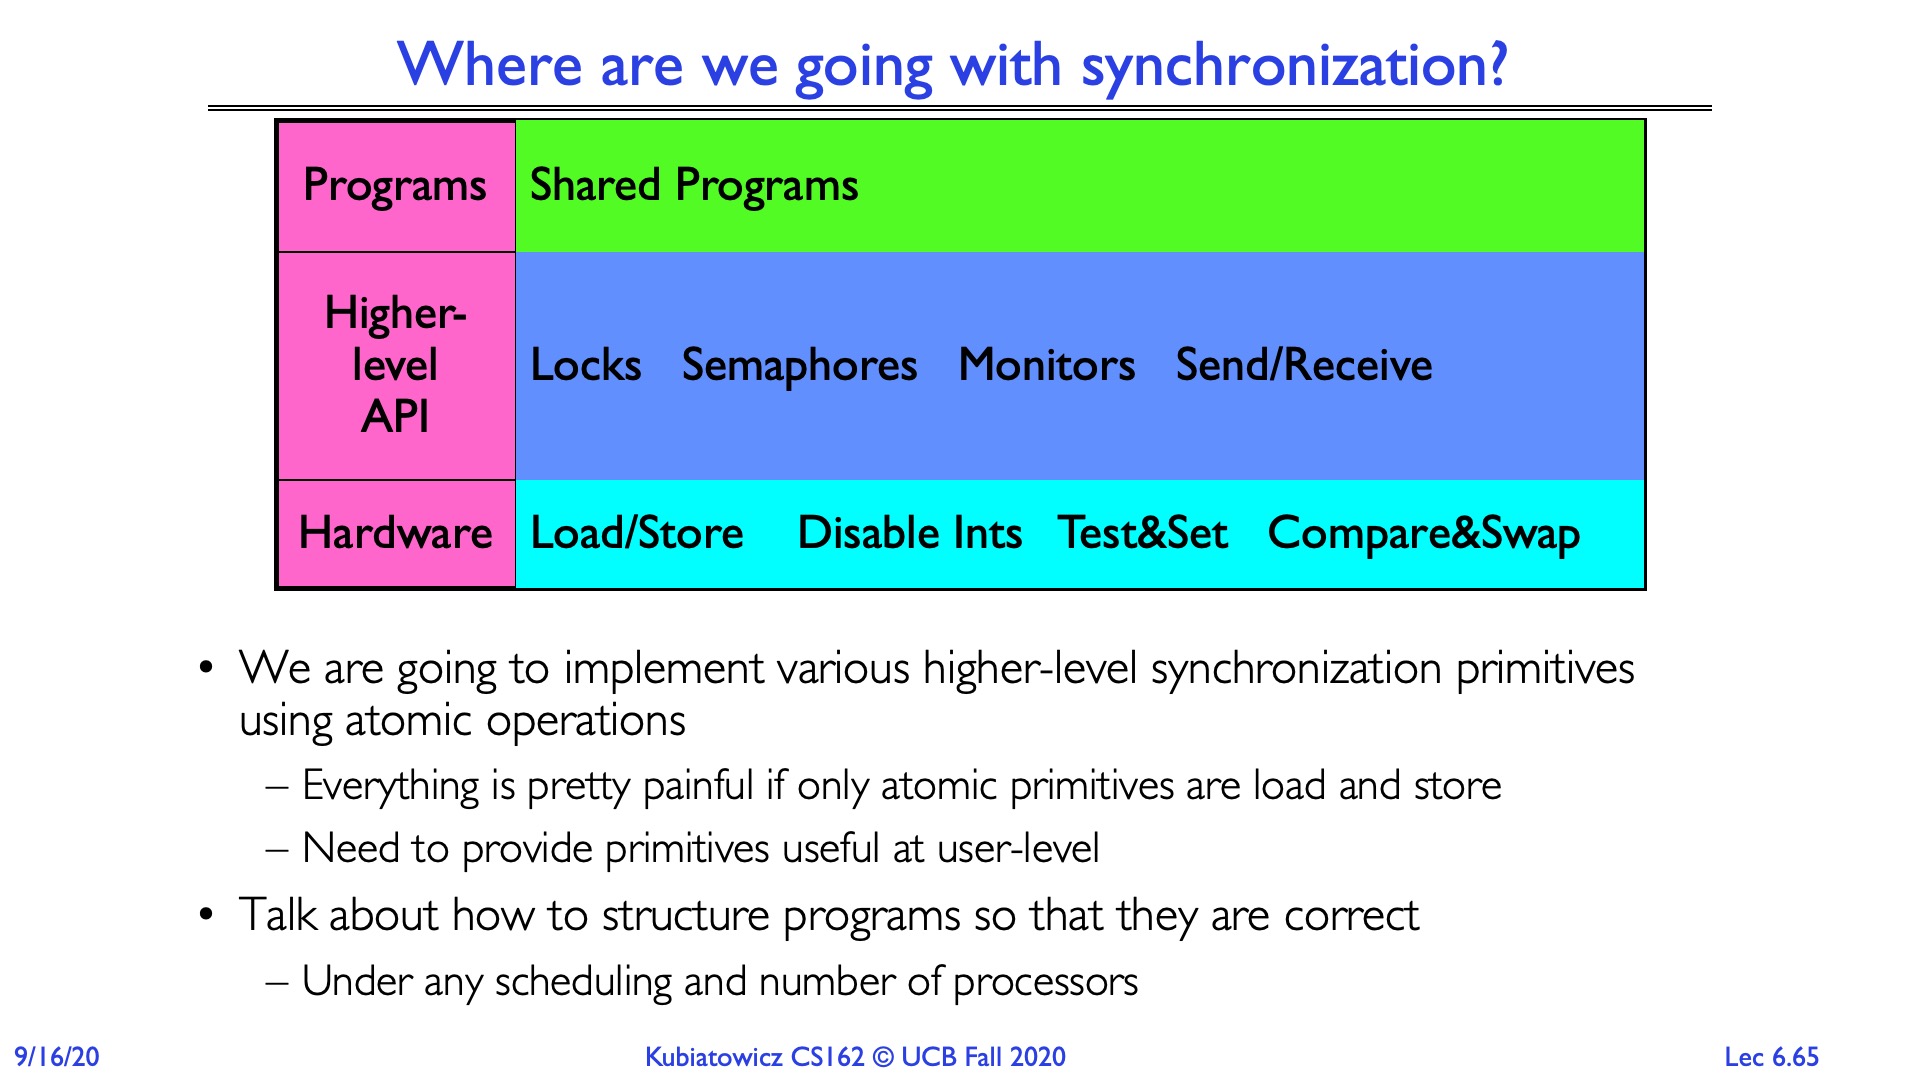 Where are we going with synchronization?
Programs
Shared Programs
Higher-
level
API
Locks Semaphores Monitors Send/Receive
Hardware
Load/Store Disable Ints Test&Set Compare&Swap
• We are going to implement various higher-level synchronization primitives
using atomic operations
– Everything is pretty painful if only atomic primitives are load and store
– Need to provide primitives useful at user-level
• Talk about how to structure programs so that they are correct
– Under any scheduling and number of processors
9/16/20
Kubiatowicz CS162 © UCB Fall 2020
Lec 6.65